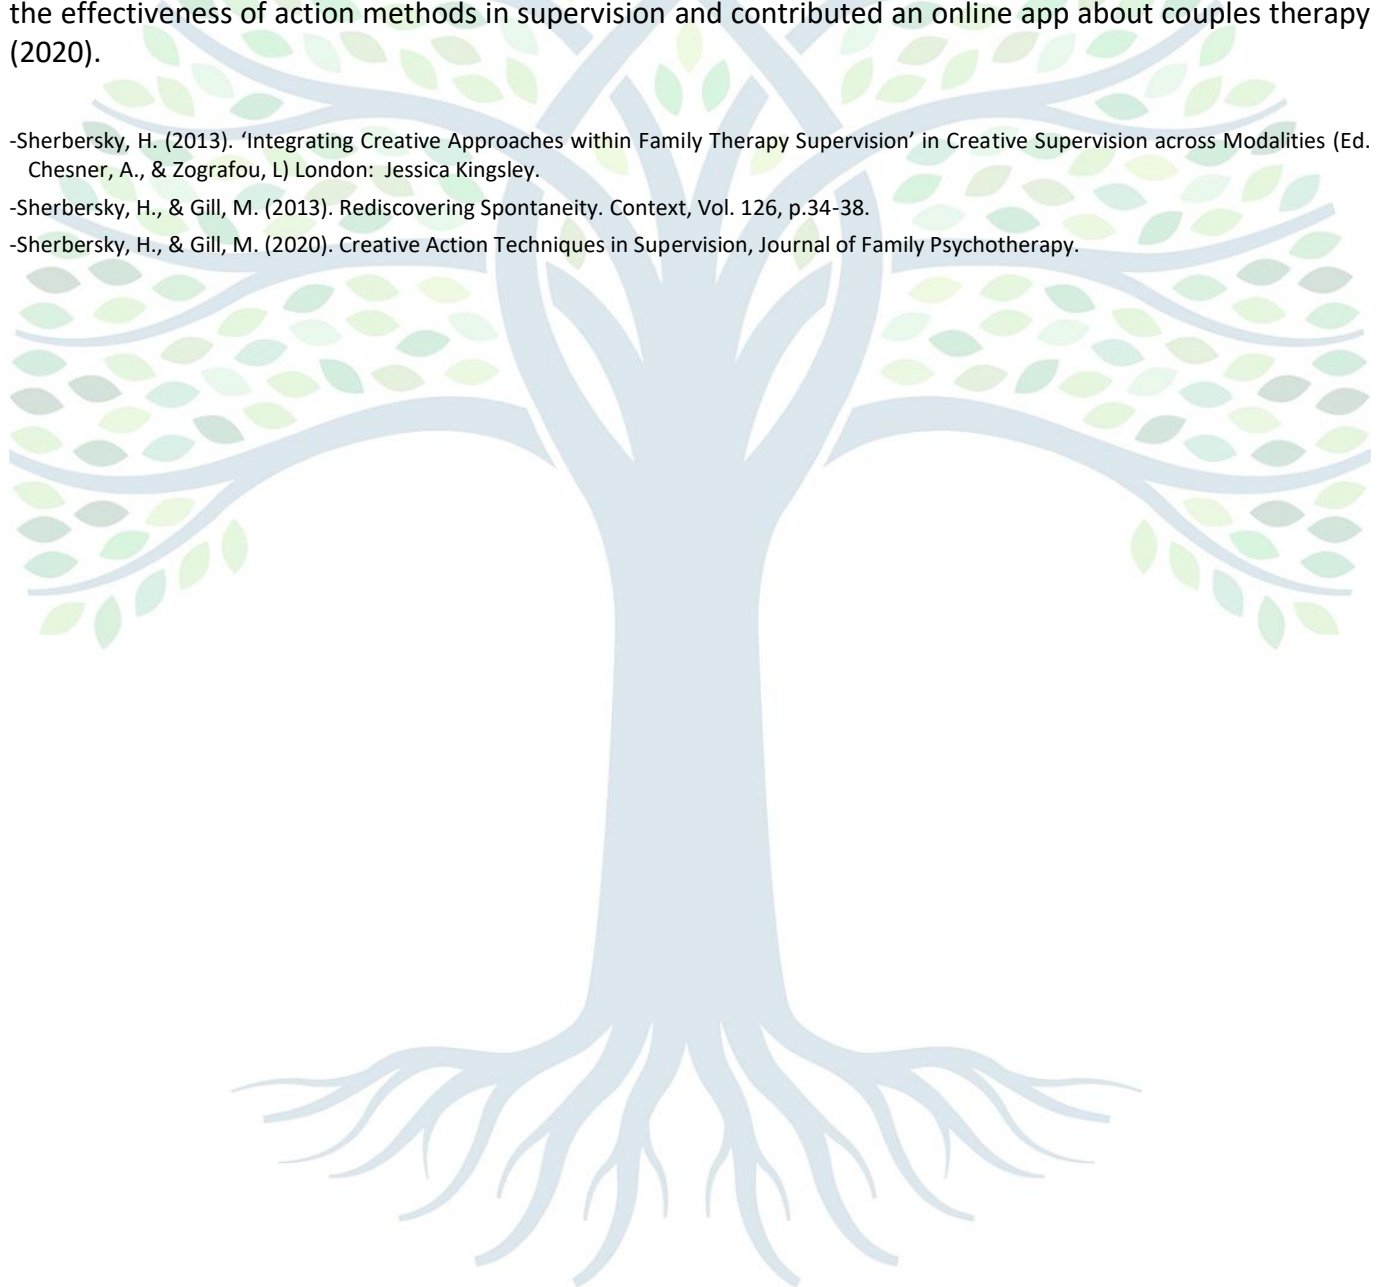 the effectiveness of action methods in supervision and contributed an online app about couples therapy
(2020).
-Sherbersky, H. (2013). ‘Integrating Creative Approaches within Family Therapy Supervision’ in Creative Supervision across Modalities (Ed.
Chesner, A., & Zografou, L) London: Jessica Kingsley.
-Sherbersky, H., & Gill, M. (2013). Rediscovering Spontaneity. Context, Vol. 126, p.34-38.
-Sherbersky, H., & Gill, M. (2020). Creative Action Techniques in Supervision, Journal of Family Psychotherapy.